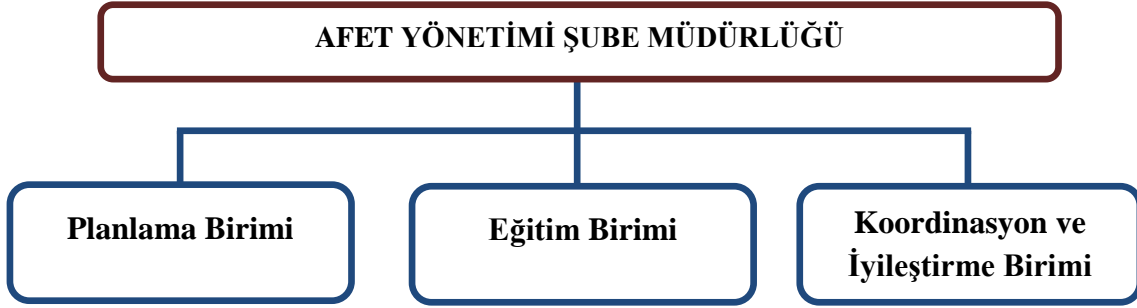 AFET YÖNETİMİ ŞUBE MÜDÜRLÜĞÜ
Planlama Birimi
Eğitim Birimi
Koordinasyon ve
İyileştirme Birimi